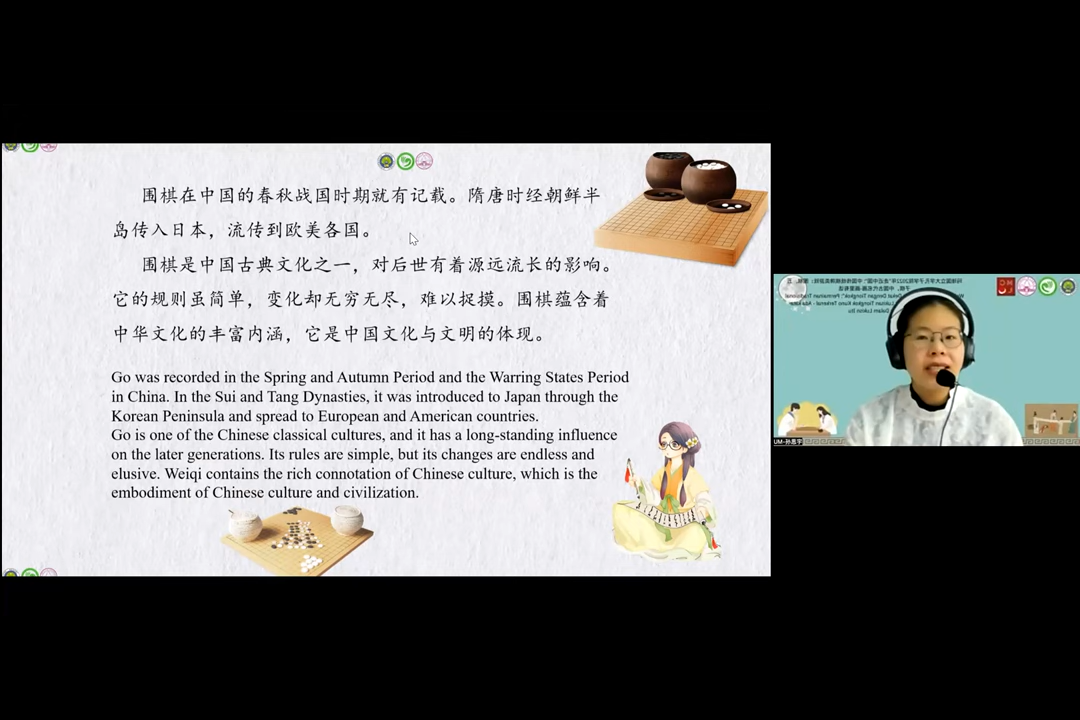 围棋在中国的春秋战国时期就有记载。隋唐时经朝鲜半
岛传入日本，流传到欧美各国。
围棋是中国古典文化之一，对后世有着源远流长的影响。
它的规则虽简单，变化却无穷无尽，难以捉摸。围棋蕴含着
中华文化的丰富内涵，它是中国文化与文明的体现。
Go was recorded in the Spring and Autumn Period and the Warring States Period
in China. In the Sui and Tang Dynasties, it was introduced to Japan through the
Korean Peninsula and spread to European and American countries.
Go is one of the Chinese classical cultures, and it has a long-standing influence
on the later generations. Its rules are simple, but its changes are endless and
elusive. Weiqi contains the rich connotation of Chinese culture, which is the
embodiment of Chinese culture and civilization.